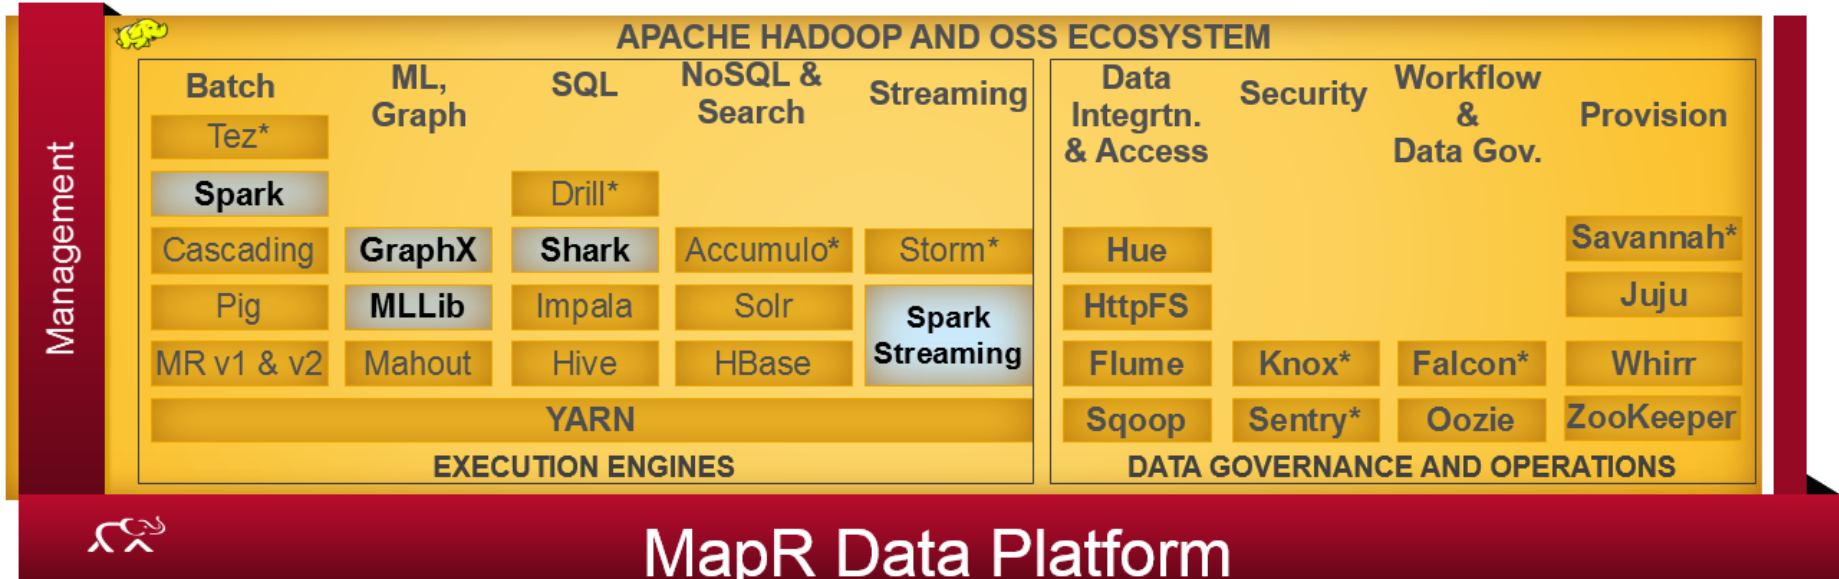 APACHE HADOOP AND OSS ECOSYSTEM
Management
Batch
Tez*
Spark
Cascading
Pig
MR v1 & v2
ML,
Graph
GraphX
MLLib
Mahout
SQL
Drill*
Shark
Impala
Hive
NoSQL &
Search
Accumulo*
Solr
HBase
Streaming
Storm*
Spark
Streaming
YARN
EXECUTION ENGINES
Data
Integrtn.
& Access
Hue
HttpFS
Flume
Sqoop
Security
Knox*
Sentry*
Workflow
&
Data Gov.
Falcon*
Oozie
Provision
Savannah*
Juju
Whirr
ZooKeeper
DATA GOVERNANCE AND OPERATIONS
MapR Data Platform